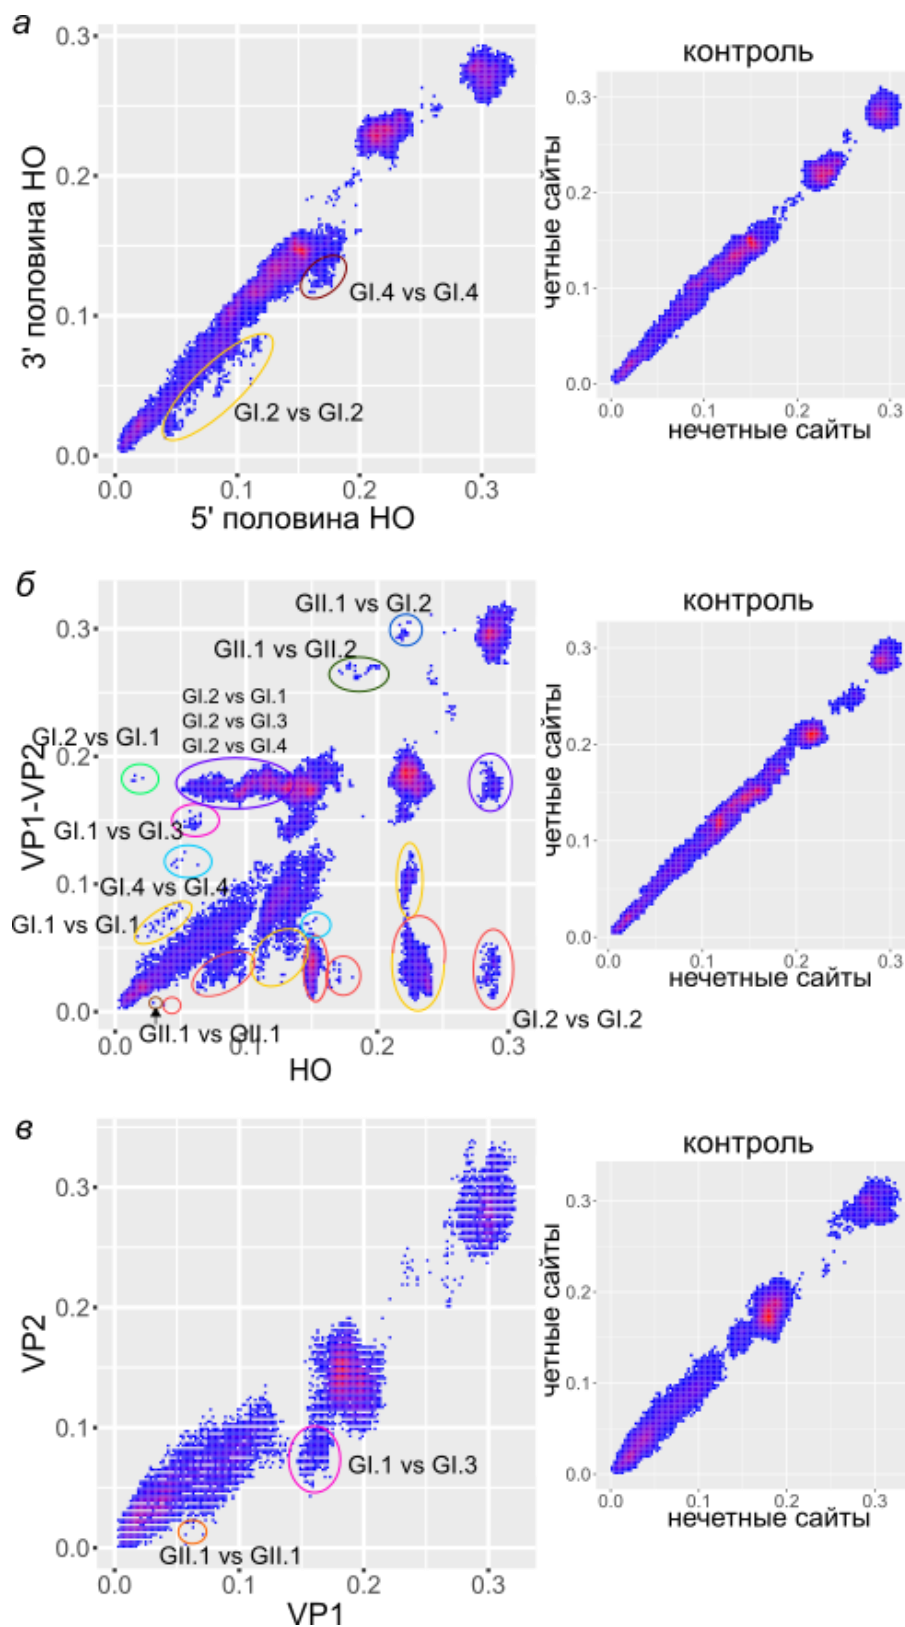 а
0.3
0.2
0.1
0.0
3' половина НО
GI.4 vs GI.4
GI.2 vs GI.2
0.0 0.1 0.2 0.3
5' половина НО
контроль
0.3
0.2
0.1
0.0
четные сайты
0.0 0.1 0.2 0.3
нечетные сайты
б
0.3
0.2
0.1
0.0
VP1-VP2
GII.1 vs GI.2
GII.1 vs GII.2
GI.2 vs GI.1
GI.2 vs GI.3
GI.2 vs GI.4
GI.2 vs GI.1
GI.1 vs GI.3
GI.4 vs GI.4
GI.1 vs GI.1
GI.2 vs GI.2
GII.1 vs GII.1
0.0 0.1 0.2 0.3
НО
контроль
0.3
0.2
0.1
0.0
четные сайты
0.0 0.1 0.2 0.3
нечетные сайты
в
0.3
0.2
0.1
0.0
VP2
GI.1 vs GI.3
GII.1 vs GII.1
0.0 0.1 0.2 0.3
VP1
контроль
0.3
0.2
0.1
0.0
четные сайты
0.0 0.1 0.2 0.3
нечетные сайты